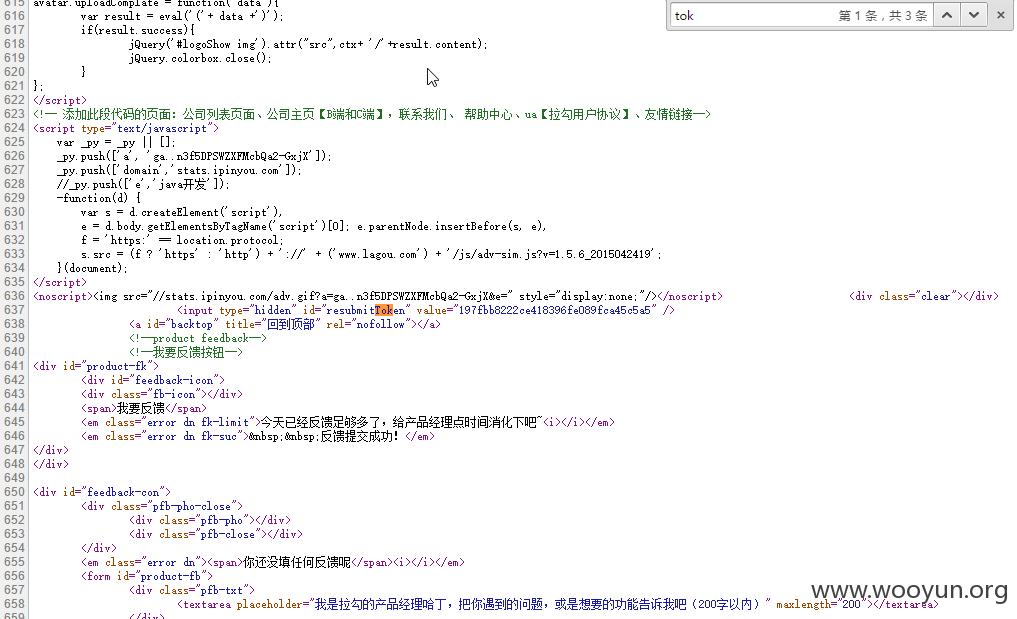 tok 第 1 条，共 3 条
615 avatar.uploadComplate = function( data ){
616 var result = eval('('+ data +')');
617 if(result.success){
618 jQuery('#logoShow img').attr("src",ctx+ '/'+result.content);
619 jQuery.colorbox.close();
620 }
621 };
622 </script>
623 <!-- 添加此段代码的页面：公司列表页面、公司主页【B端和C端】，联系我们、 帮助中心、ua【拉勾用户协议】、友情链接-->
624 <script type="text/javascript">
625 var _py = _py || [];
626 _py.push(['a', 'ga..n3f5DPSWZXFMcbQa2-GxjX']);
627 _py.push(['domain','stats.ipinyou.com']);
628 //_py.push(['e','java开发']);
629 -function(d) {
630 var s = d.createElement('script'),
631 e = d.body.getElementsByTagName('script')[0]; e.parentNode.insertBefore(s, e),
632 f = 'https:' == location.protocol;
633 s.src = (f ? 'https' : 'http') + '://' + ('www.lagou.com') + '/js/adv-sim.js?v=1.5.6_2015042419';
634 }(document);
635 </script>
636 <noscript><img src="//stats.ipinyou.com/adv.gif?a=ga..n3f5DPSWZXFMcbQa2-GxjX&e=" style="display:none;"/></noscript> <div class="clear"></div>
637 <input type="hidden" id="resubmitToken" value="197fbb8222ce418396fe089fca45c5a5" />
638 <a id="backtop" title="回到顶部" rel="nofollow"></a>
639 <!--product feedback-->
640 <!--我要反馈按钮-->
641 <div id="product-fk">
642 <div id="feedback-icon">
643 <div class="fb-icon"></div>
644 <span>我要反馈</span>
645 <em class="error dn fk-limit">今天已经反馈足够多了，给产品经理点时间消化下吧~<i></i></em>
646 <em class="error dn fk-suc">&nbsp;&nbsp;反馈提交成功！</em>
647 </div>
648 </div>
649
650 <div id="feedback-con">
651 <div class="pfb-pho-close">
652 <div class="pfb-pho"></div>
653 <div class="pfb-close"></div>
654 </div>
655 <em class="error dn"><span>你还没填任何反馈呢</span><i></i></em>
656 <form id="product-fb">
657 <div class="pfb-txt">
658 <textarea placeholder="我是拉勾的产品经理哈丁，把你遇到的问题，或是想要的功能告诉我吧（200字以内）" maxlength="200"></textarea>
659 </div>
www.wooyun.org